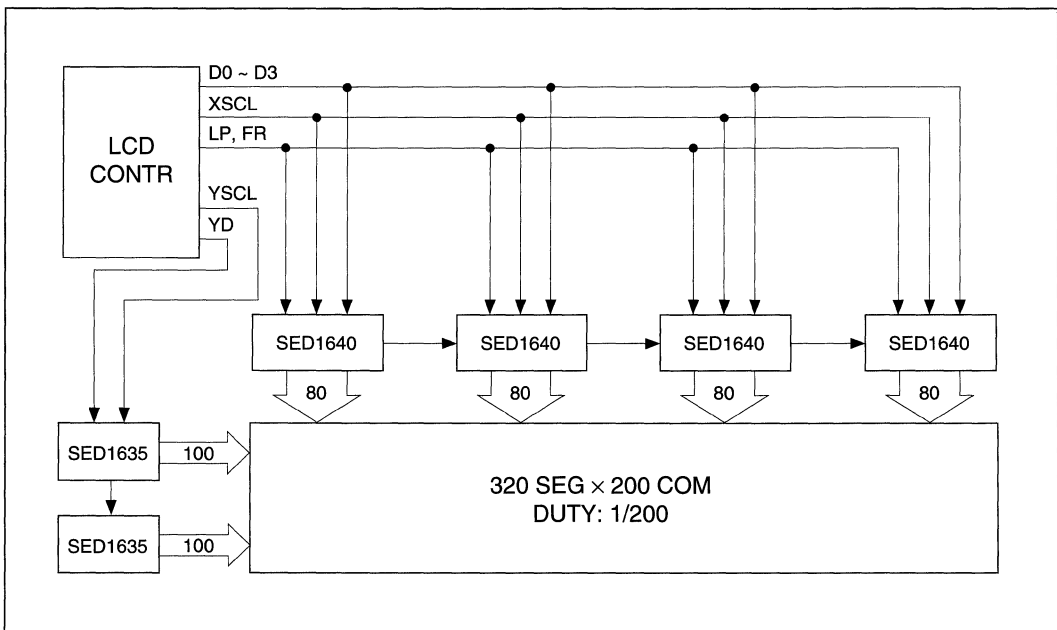 D0 ~ D3
XSCL
LP, FR
LCD
CONTR
YSCL
YD
SED1640
SED1640
SED1640
SED1640
80
80
80
80
SED1635
100
320 SEG × 200 COM
DUTY: 1/200
SED1635
100